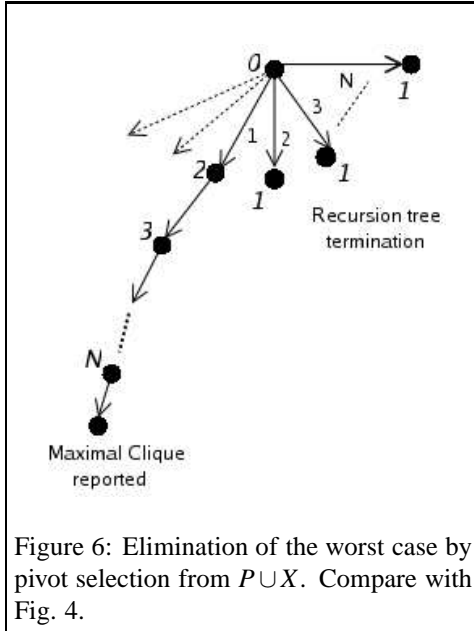 0
N
1
3
1
2
2
1
1
Recursion tree
termination
3
N
Maximal Clique
reported
Figure 6: Elimination of the worst case by
pivot selection from P ∪ X. Compare with
Fig. 4.